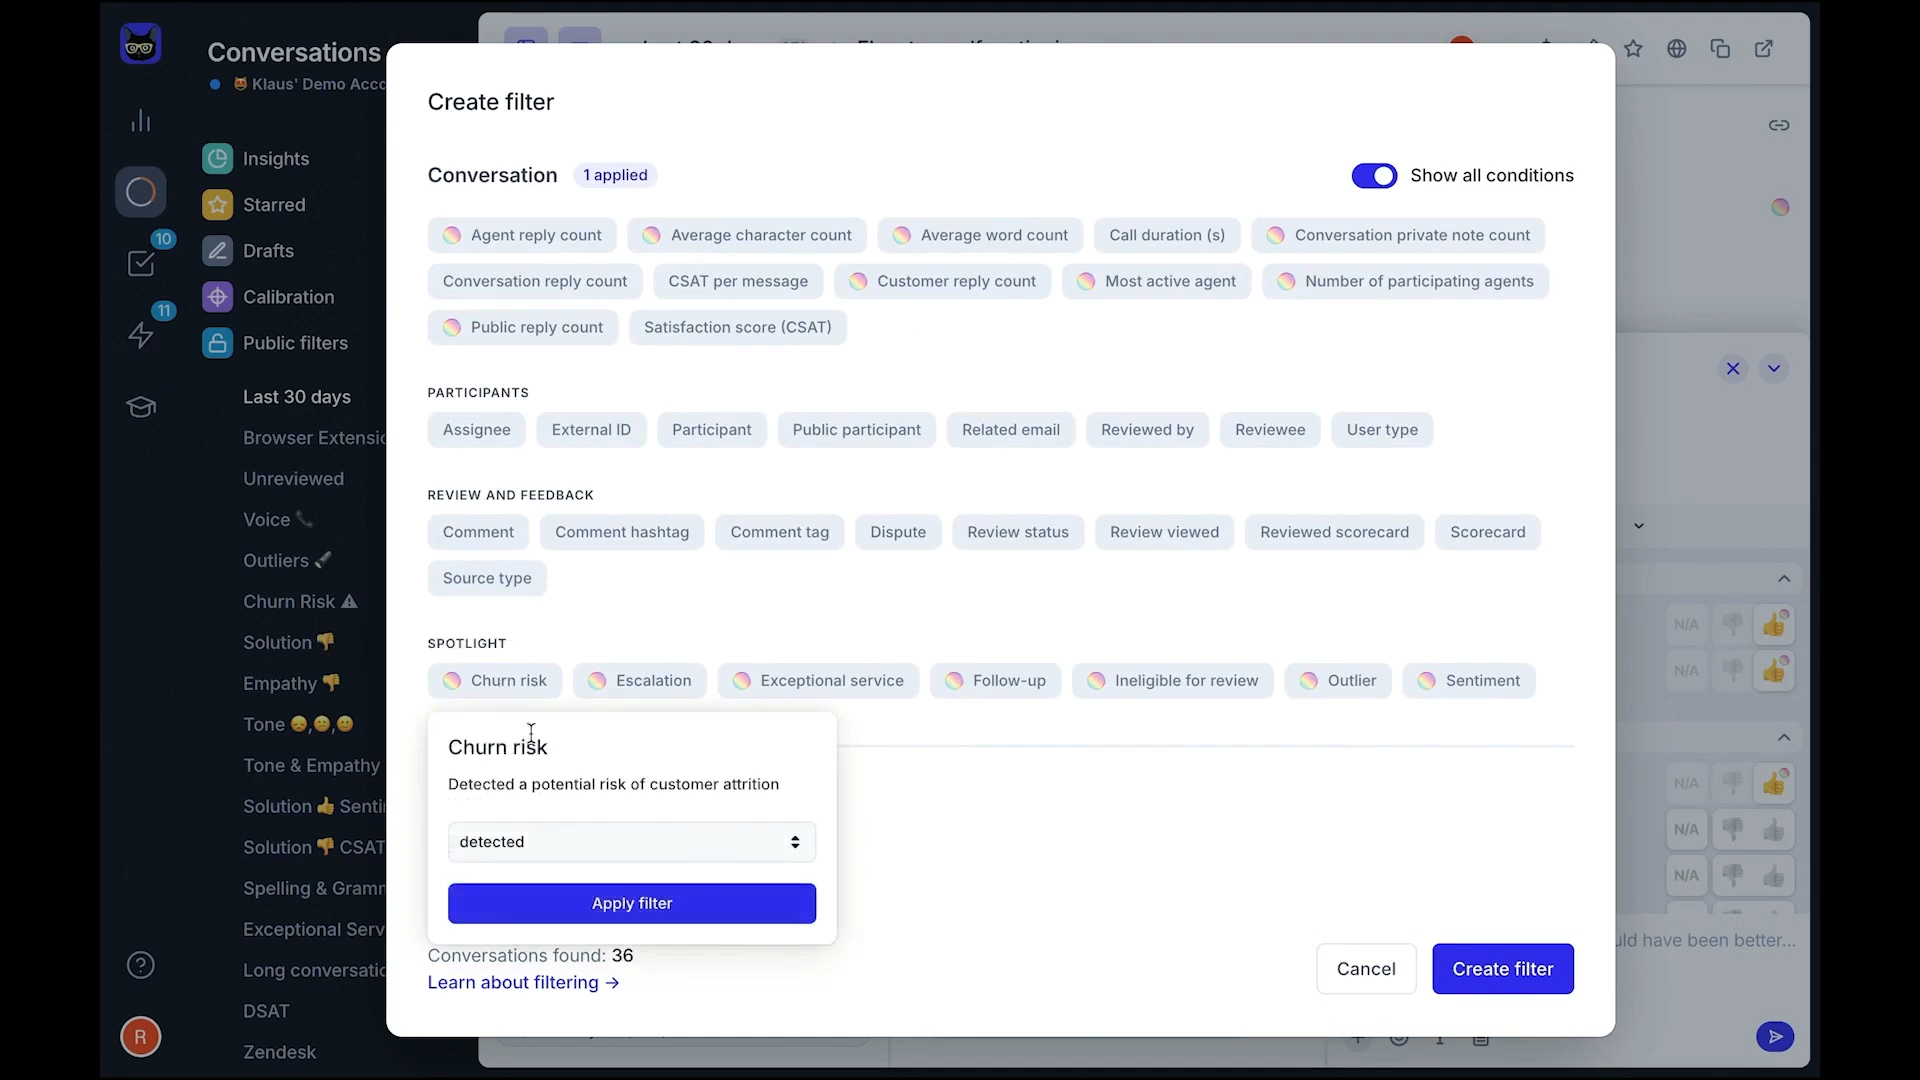 Conversations
Klaus' Demo Acco
10
11
Insights
Starred
Drafts
Calibration
Public filters
Last 30 days
Browser Extensio
Unreviewed
Voice
Outliers
Churn Risk
Solution
Empathy
Tone
Tone & Empathy
Solution 👍 Senti
Solution 👎 CSAT
Spelling & Gramm
Exceptional Serv
Long conversatio
DSAT
Zendesk
R
Create filter
Conversation 1 applied
Show all conditions
Agent reply count Average character count Average word count Call duration (s) Conversation private note count
Conversation reply count CSAT per message Customer reply count Most active agent Number of participating agents
Public reply count Satisfaction score (CSAT)
PARTICIPANTS
Assignee External ID Participant Public participant Related email Reviewed by Reviewee User type
REVIEW AND FEEDBACK
Comment Comment hashtag Comment tag Dispute Review status Review viewed Reviewed scorecard Scorecard
Source type
SPOTLIGHT
Churn risk Escalation Exceptional service Follow-up Ineligible for review Outlier Sentiment
Churn risk
Detected a potential risk of customer attrition
detected
Apply filter
Conversations found: 36
Learn about filtering →
Cancel
Create filter
N/A
N/A
N/A
N/A
N/A
uld have been better...